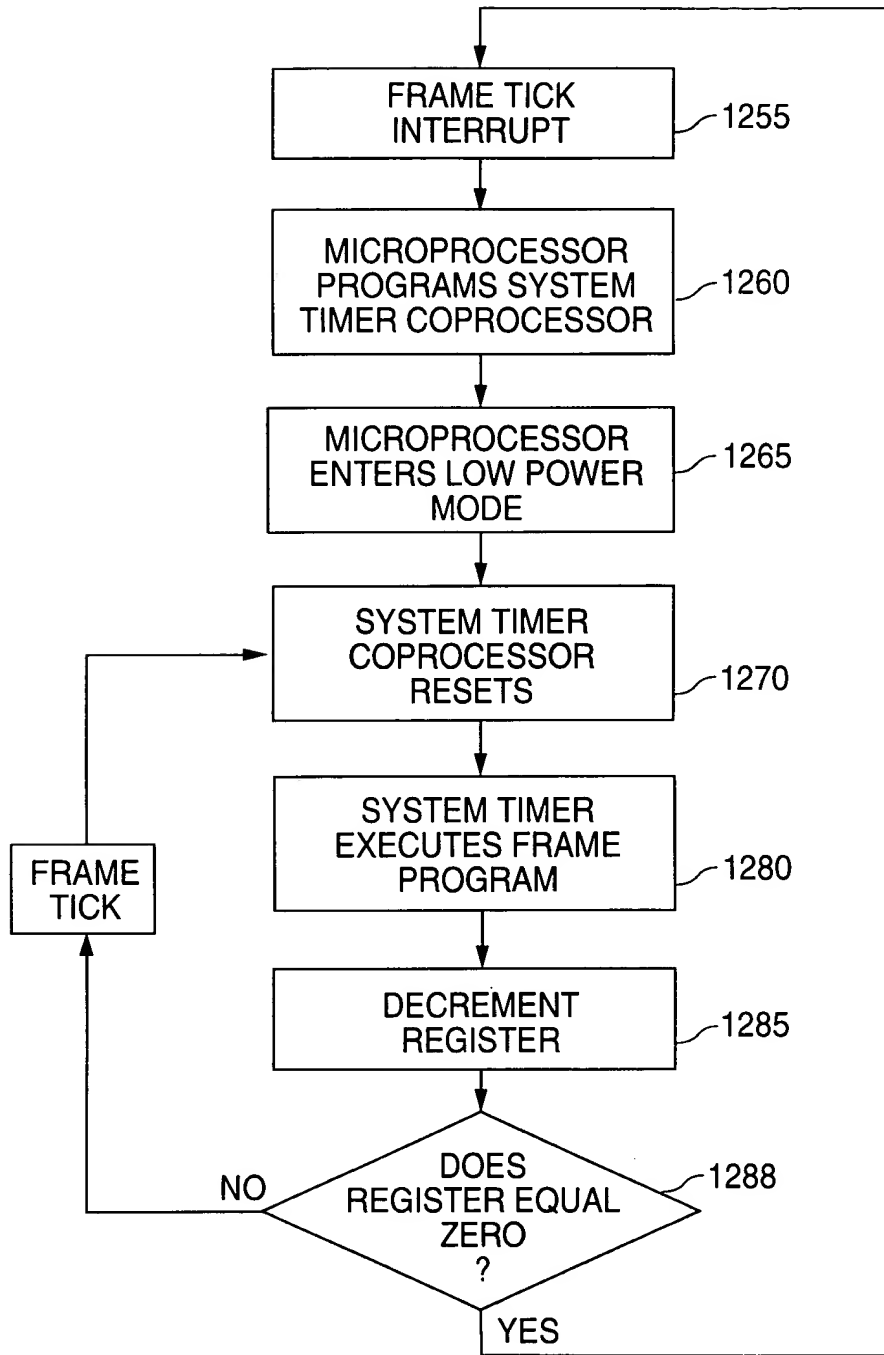 FRAME TICK
INTERRUPT
1255
MICROPROCESSOR
PROGRAMS SYSTEM
TIMER COPROCESSOR
1260
MICROPROCESSOR
ENTERS LOW POWER
MODE
1265
SYSTEM TIMER
COPROCESSOR
RESETS
1270
SYSTEM TIMER
EXECUTES FRAME
PROGRAM
1280
FRAME
TICK
DECREMENT
REGISTER
1285
DOES
REGISTER EQUAL
ZERO
?
1288
NO
YES